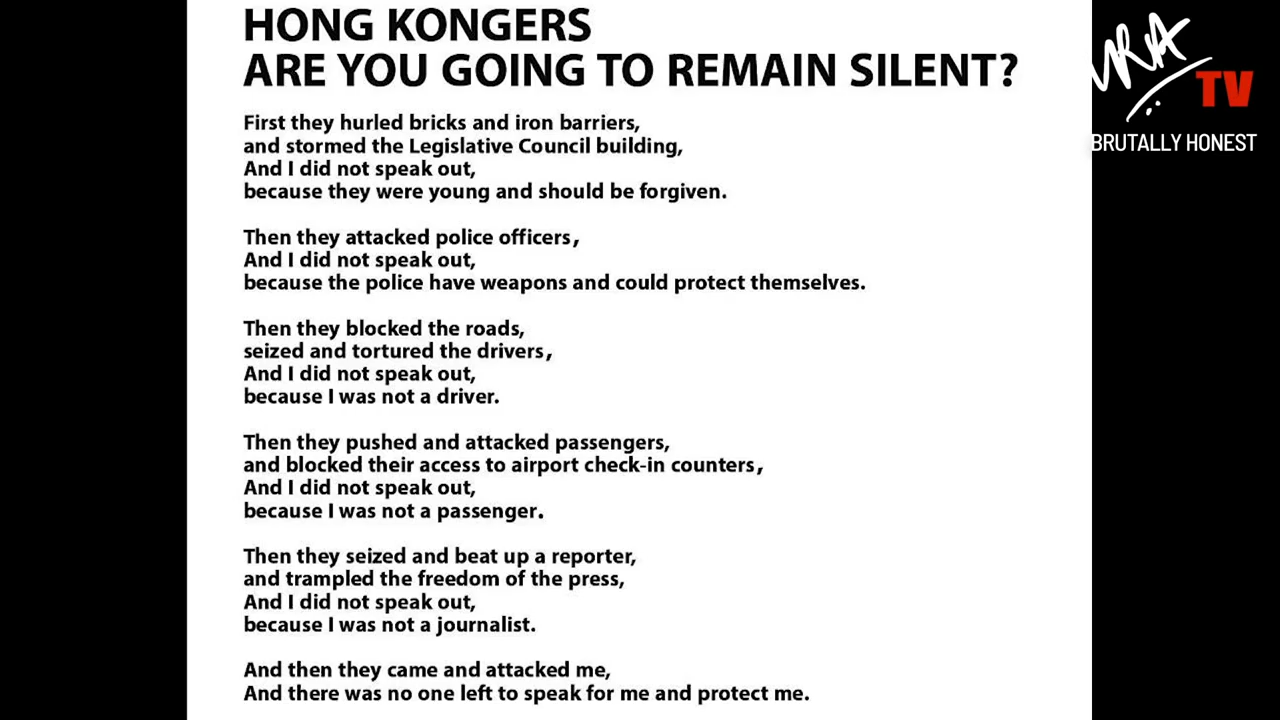 HONG KONGERS
ARE YOU GOING TO REMAIN SILENT?
First they hurled bricks and iron barriers,
and stormed the Legislative Council building,
And I did not speak out,
because they were young and should be forgiven.
Then they attacked police officers,
And I did not speak out,
because the police have weapons and could protect themselves.
Then they blocked the roads,
seized and tortured the drivers,
And I did not speak out,
because I was not a driver.
Then they pushed and attacked passengers,
and blocked their access to airport check-in counters,
And I did not speak out,
because I was not a passenger.
Then they seized and beat up a reporter,
and trampled the freedom of the press,
And I did not speak out,
because I was not a journalist.
And then they came and attacked me,
And there was no one left to speak for me and protect me.
TV
BRUTALLY HONEST